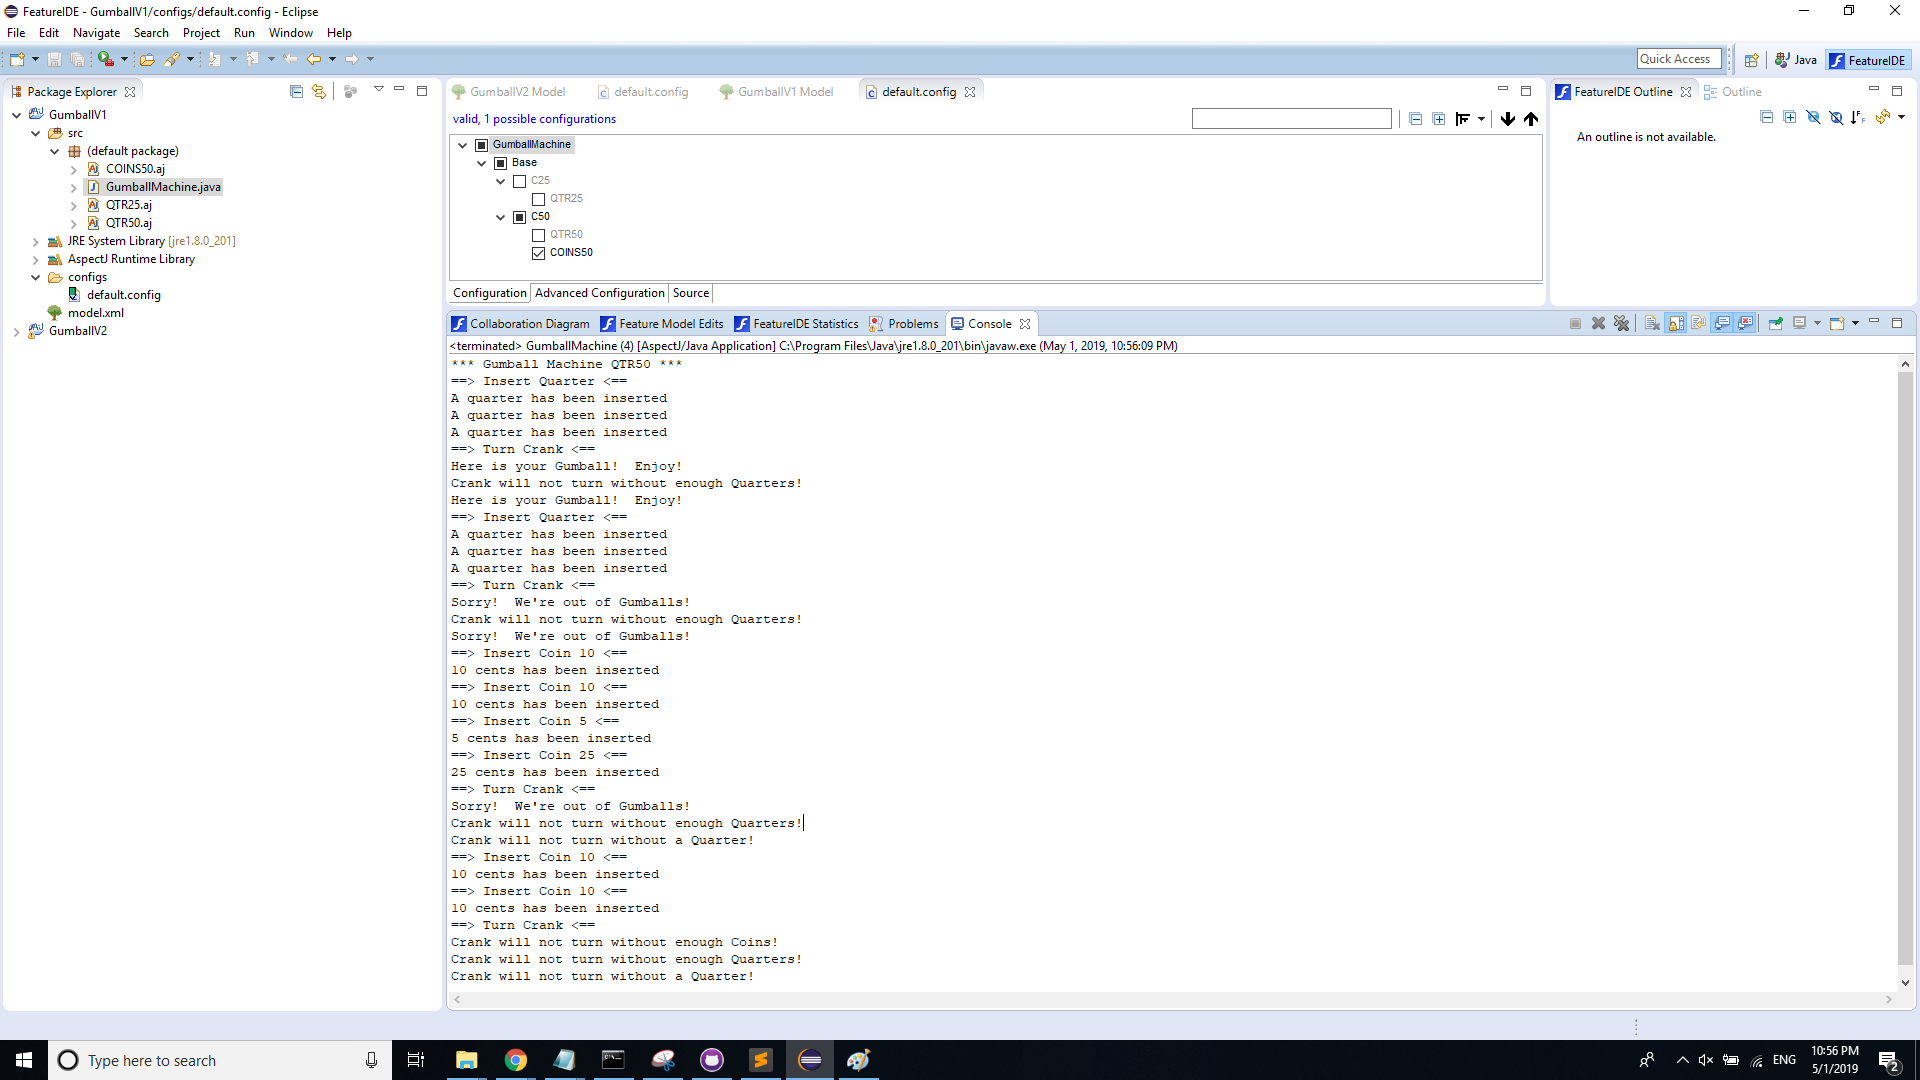 FeatureIDE - GumballV1/configs/default.config - Eclipse
File Edit Navigate Search Project Run Window Help
Quick Access
Java
FeatureIDE
Package Explorer
GumballV1
src
(default package)
COINS50.aj
GumballMachine.java
QTR25.aj
QTR50.aj
JRE System Library [jre1.8.0_201]
AspectJ Runtime Library
configs
default.config
model.xml
GumballV2
GumballV2 Model default.config GumballV1 Model default.config
valid, 1 possible configurations
GumballMachine
Base
C25
QTR25
C50
QTR50
COINS50
Configuration Advanced Configuration Source
FeatureIDE Outline Outline
An outline is not available.
Collaboration Diagram Feature Model Edits FeatureIDE Statistics Problems Console
<terminated> GumballMachine (4) [AspectJ/Java Application] C:\Program Files\Java\jre1.8.0_201\bin\javaw.exe (May 1, 2019, 10:56:09 PM)
*** Gumball Machine QTR50 ***
==> Insert Quarter <==
A quarter has been inserted
A quarter has been inserted
A quarter has been inserted
==> Turn Crank <==
Here is your Gumball!  Enjoy!
Crank will not turn without enough Quarters!
Here is your Gumball!  Enjoy!
==> Insert Quarter <==
A quarter has been inserted
A quarter has been inserted
A quarter has been inserted
==> Turn Crank <==
Sorry!  We're out of Gumballs!
Crank will not turn without enough Quarters!
Sorry!  We're out of Gumballs!
==> Insert Coin 10 <==
10 cents has been inserted
==> Insert Coin 10 <==
10 cents has been inserted
==> Insert Coin 5 <==
5 cents has been inserted
==> Insert Coin 25 <==
25 cents has been inserted
==> Turn Crank <==
Sorry!  We're out of Gumballs!
Crank will not turn without enough Quarters!
Crank will not turn without a Quarter!
==> Insert Coin 10 <==
10 cents has been inserted
==> Insert Coin 10 <==
10 cents has been inserted
==> Turn Crank <==
Crank will not turn without enough Coins!
Crank will not turn without enough Quarters!
Crank will not turn without a Quarter!
Type here to search
ENG
10:56 PM
5/1/2019
2